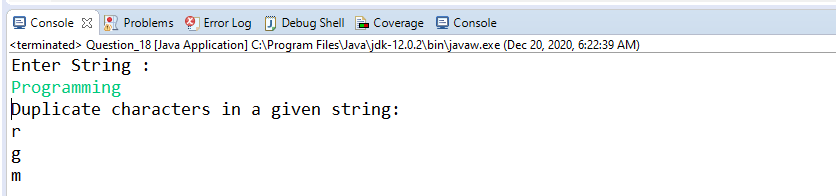 Console Problems Error Log Debug Shell Coverage Console
<terminated> Question_18 [Java Application] C:\Program Files\Java\jdk-12.0.2\bin\javaw.exe (Dec 20, 2020, 6:22:39 AM)
Enter String :
Programming
Duplicate characters in a given string:
r
g
m